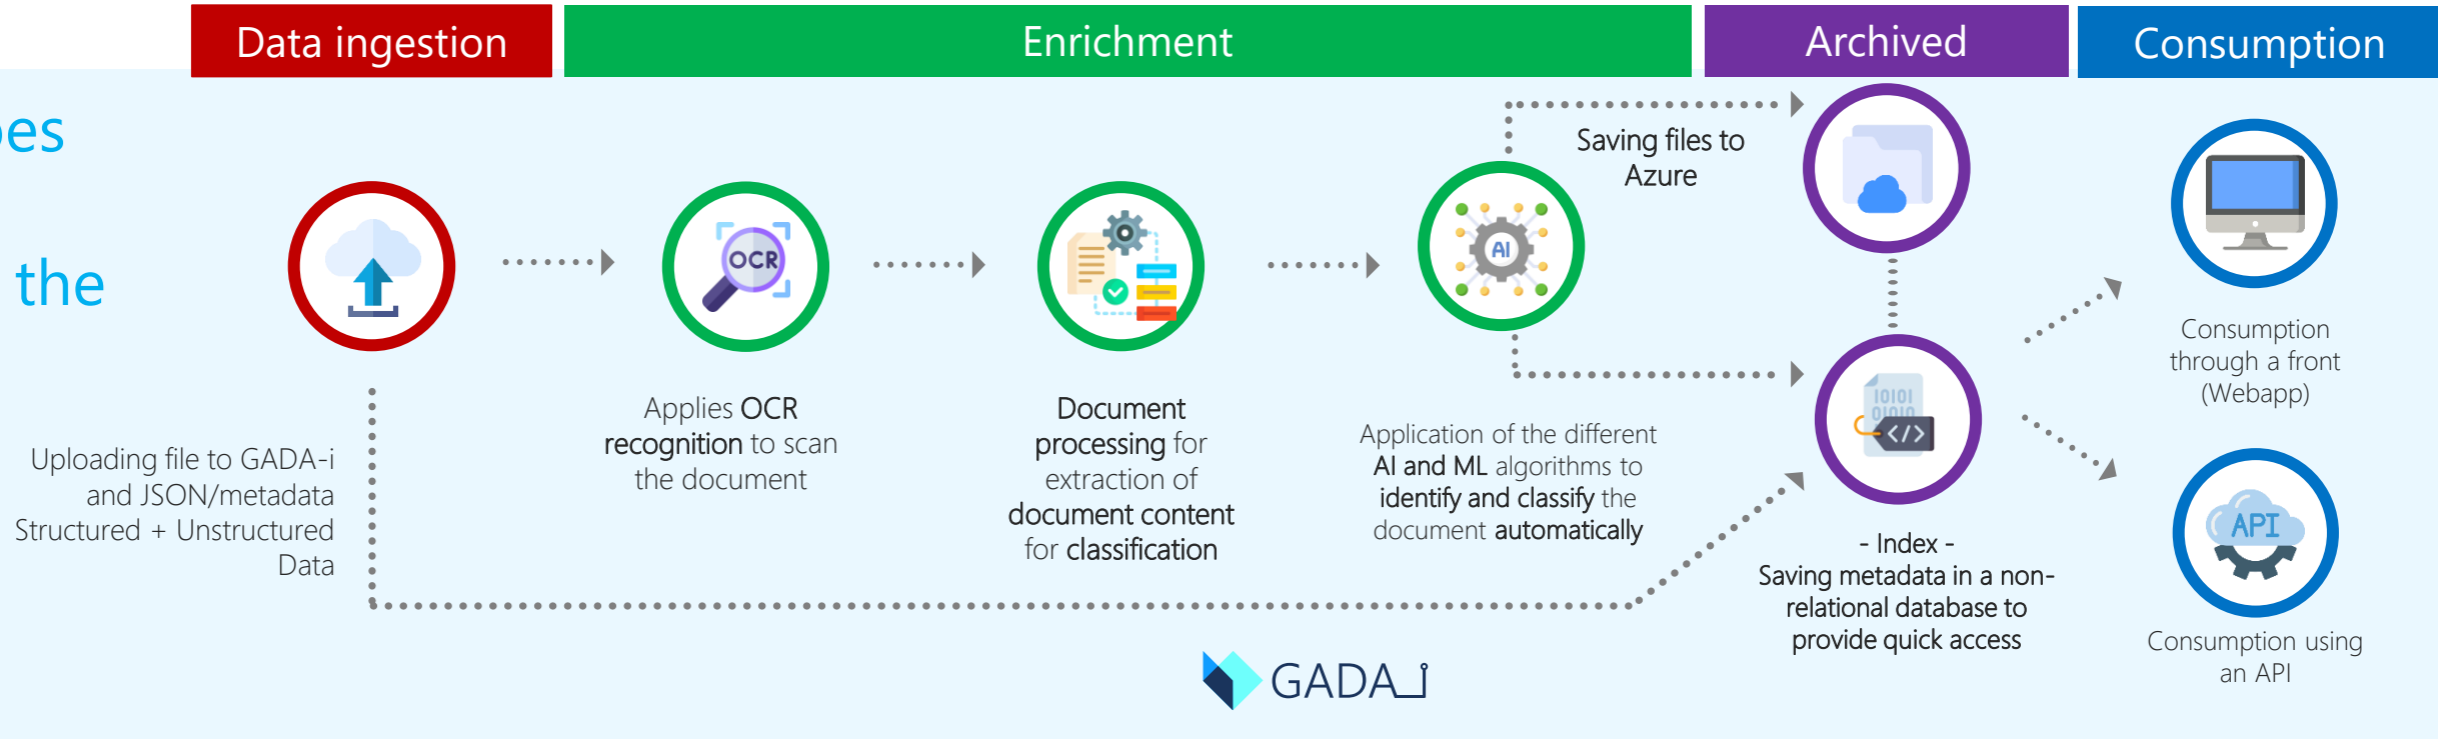 Data ingestion
Enrichment
Archived
Consumption
the
Uploading file to GADA-i
and JSON/metadata
Structured + Unstructured
Data
OCR
Applies OCR
recognition to scan
the document
Document
processing for
extraction of
document content
for classification
AI
Application of the different
AI and ML algorithms to
identify and classify the
document automatically
Saving files to
Azure
10101
01010
</>
- Index -
Saving metadata in a non-
relational database to
provide quick access
Consumption
through a front
(Webapp)
API
Consumption using
an API
GADA_i